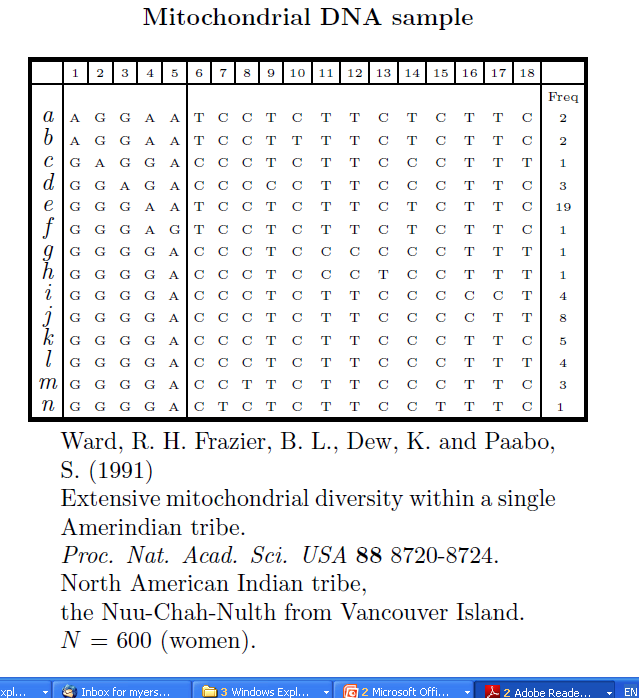 Mitochondrial DNA sample
1 2 3 4 5 6 7 8 9 10 11 12 13 14 15 16 17 18
Freq
a A G G A A T C C T C T T C T C T T C 2
b A G G A A T C C T T T T C T C T T C 2
c G A G G A C C C T C T T C C C T T T 1
d G G A G A C C C C C T T C C C T T C 3
e G G G A A T C C T C T T C T C T T C 19
f G G G A G T C C T C T T C T C T T C 1
g G G G G A C C C T C C C C C C T T T 1
h G G G G A C C C T C C C T C C T T T 1
i G G G G A C C C T C T T C C C C C T 4
j G G G G A C C C T C T T C C C C T T 8
k G G G G A C C C T C T T C C C T T C 5
l G G G G A C C C T C T T C C C T T T 4
m G G G G A C C T T C T T C C C T T C 3
n G G G G A C T C T C T T C C T T T C 1
Ward, R. H. Frazier, B. L., Dew, K. and Paabo,
S. (1991)
Extensive mitochondrial diversity within a single
Amerindian tribe.
Proc. Nat. Acad. Sci. USA 88 8720-8724.
North American Indian tribe,
the Nuu-Chah-Nulth from Vancouver Island.
N = 600 (women).
xpl... Inbox for myers... 3 Windows Expl... 2 Microsoft Offi... 2 Adobe Reade... EN